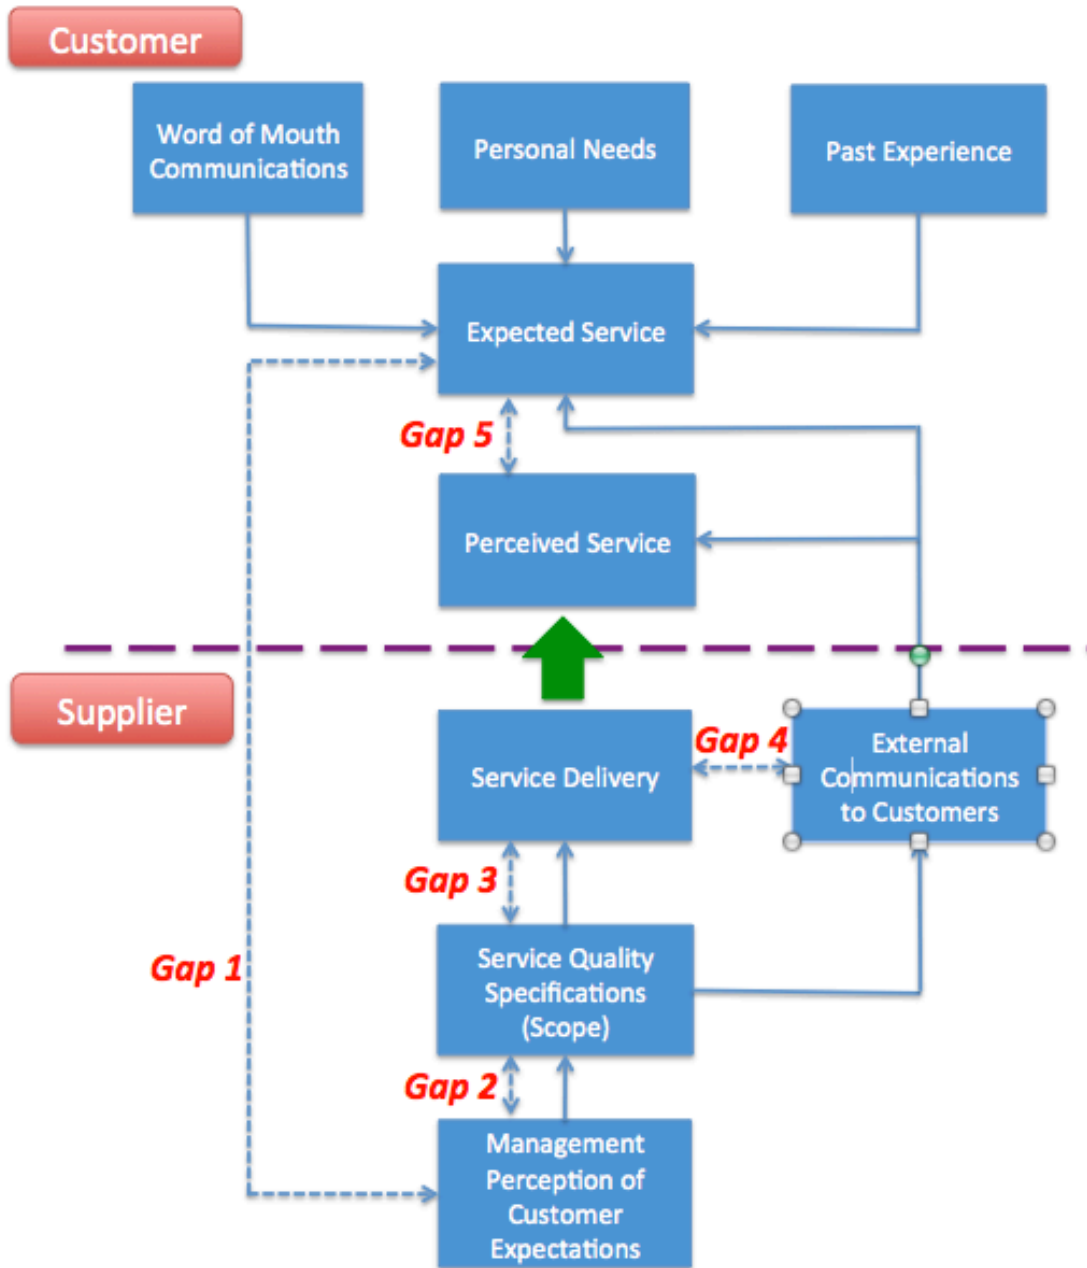 Customer
Word of Mouth
Communications
Personal Needs
Past Experience
Expected Service
Gap 5
Perceived Service
Supplier
Service Delivery
Gap 4
External
Communications
to Customers
Gap 3
Gap 1
Service Quality
Specifications
(Scope)
Gap 2
Management
Perception of
Customer
Expectations